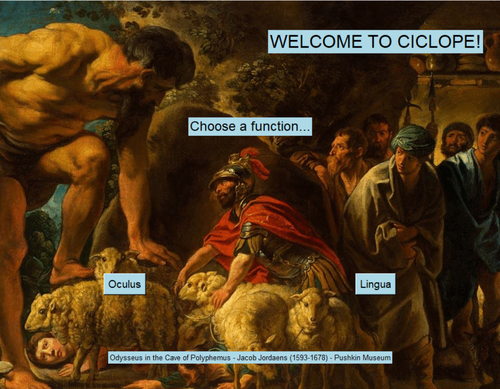 WELCOME TO CICLOPE!
Choose a function...
Oculus
Lingua
Odysseus in the Cave of Polyphemus - Jacob Jordaens (1593-1678) - Pushkin Museum